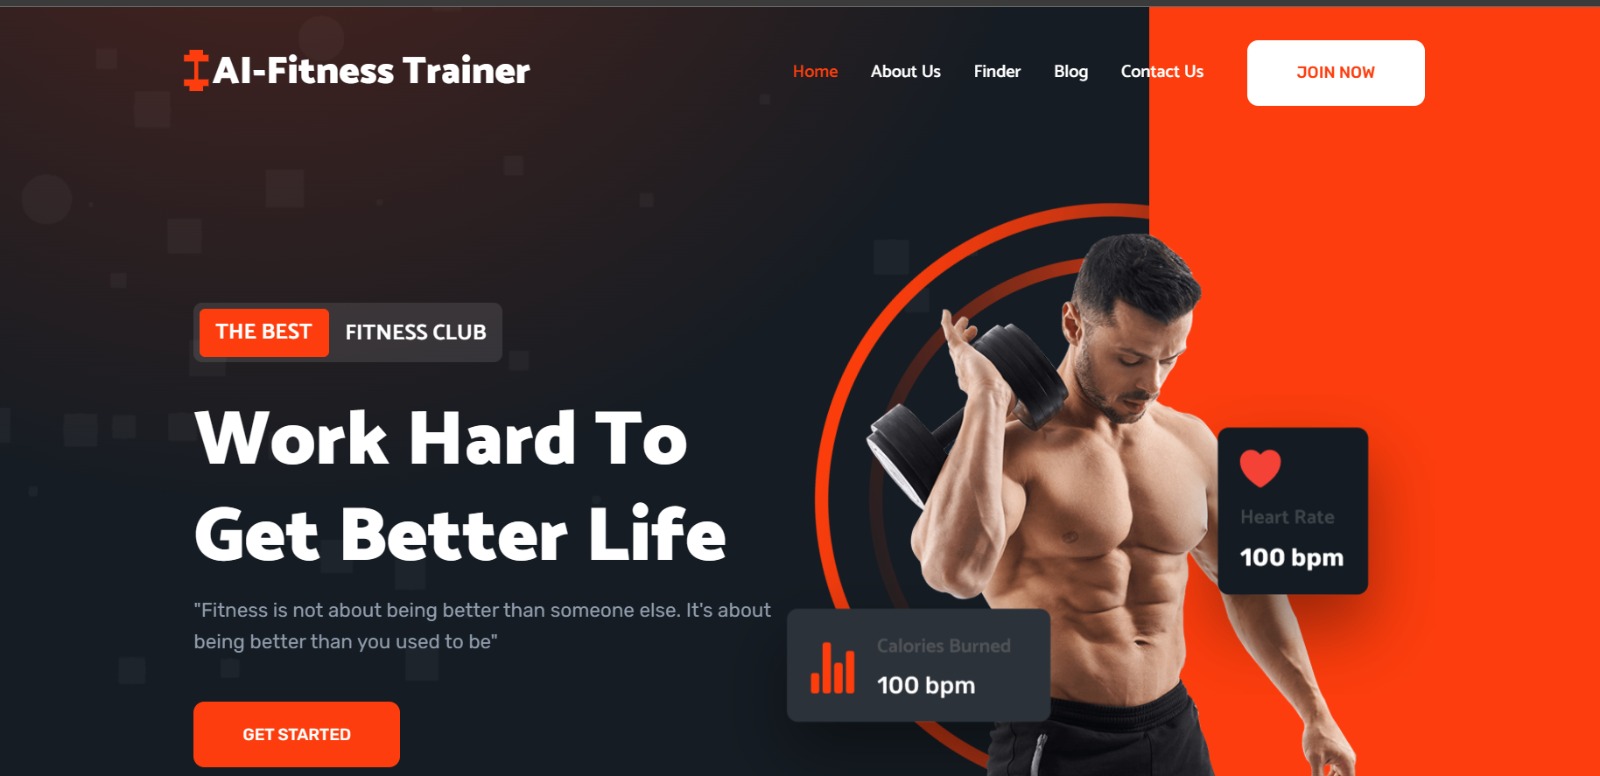 AI-Fitness Trainer
Home About Us Finder Blog Contact Us JOIN NOW
THE BEST FITNESS CLUB
Work Hard To
Get Better Life
"Fitness is not about being better than someone else. It's about
being better than you used to be"
GET STARTED
Heart Rate
100 bpm
Calories Burned
100 bpm